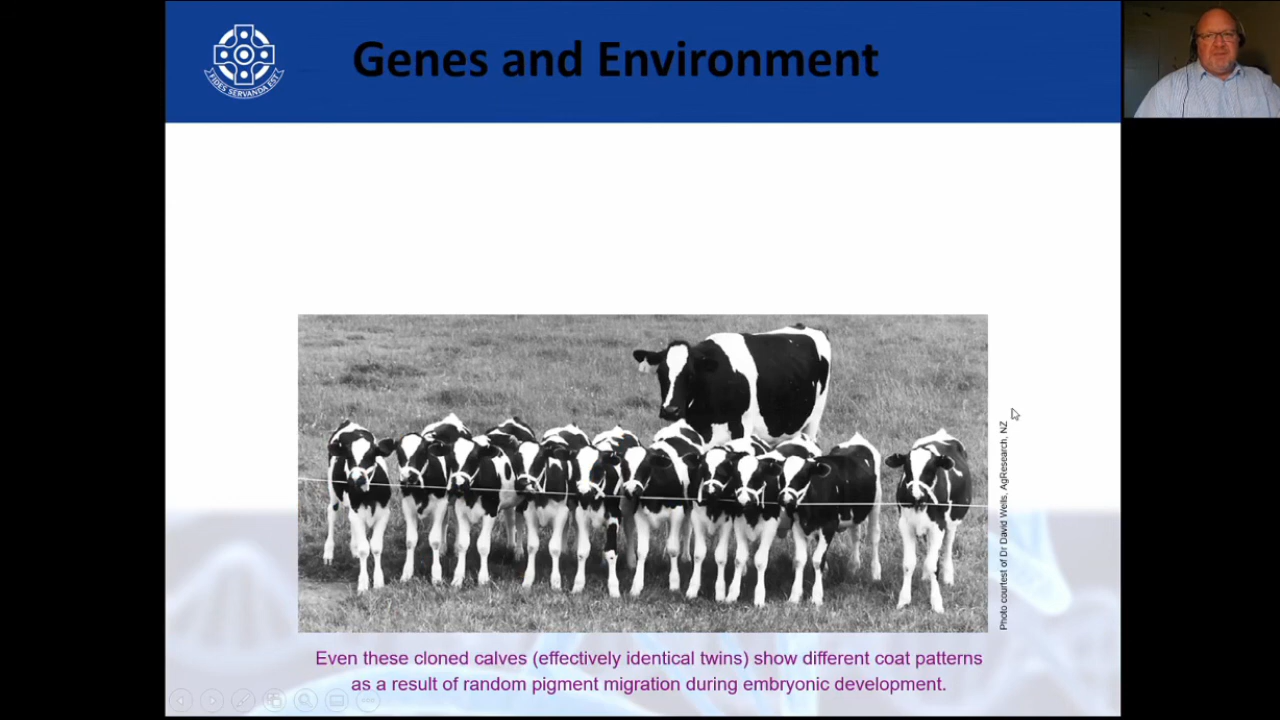 Genes and Environment
FIDES SERVANDA EST
Photo courtest of Dr David Wells, AgResearch, NZ
Even these cloned calves (effectively identical twins) show different coat patterns
as a result of random pigment migration during embryonic development.